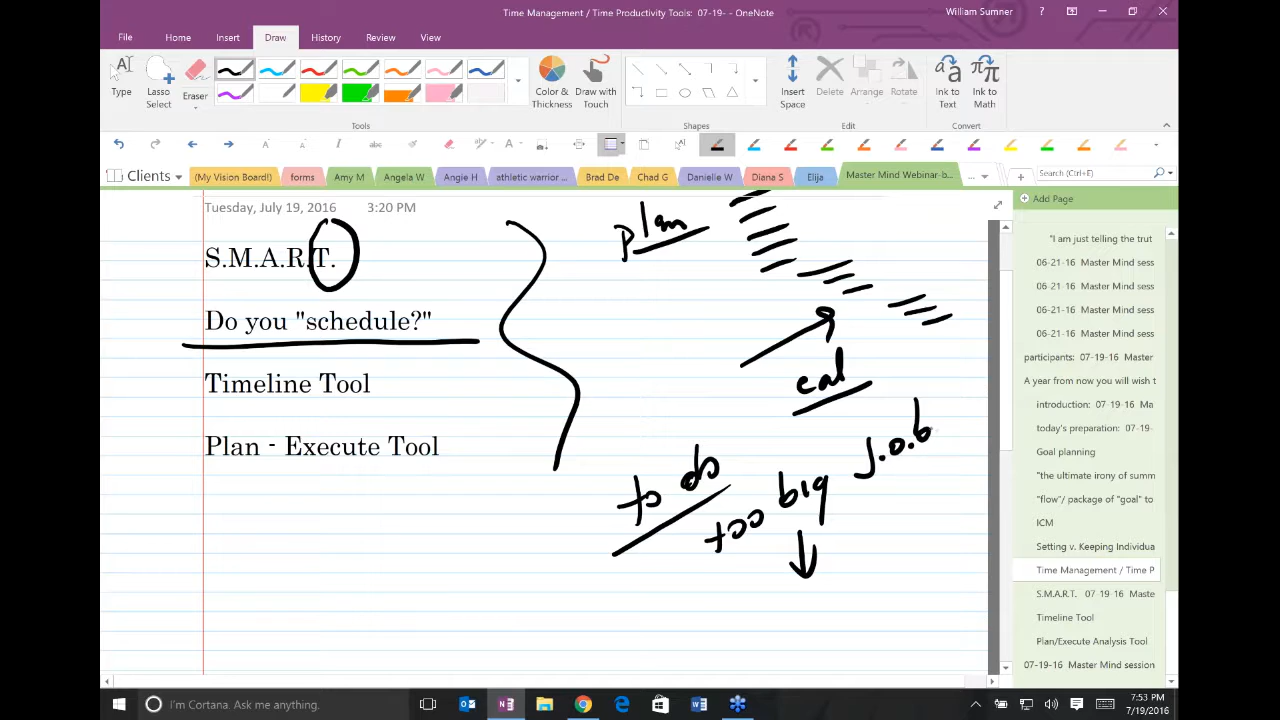 Time Management / Time Productivity Tools: 07-19- - OneNote
William Sumner
?
File Home Insert Draw History Review View
Type
Lasso Select
Eraser
Color & Thickness
Draw with Touch
Insert Space
Delete
Arrange
Rotate
Ink to Text
Ink to Math
Tools
Shapes
Edit
Convert
Clients
(My Vision Board!)
forms
Amy M
Angela W
Angie H
athletic warrior ...
Brad De
Chad G
Danielle W
Diana S
Elija
Master Mind Webinar-b...
...
Search (Ctrl+E)
Add Page
Tuesday, July 19, 2016 3:20 PM
S.M.A.R.T.
Do you "schedule?"
Timeline Tool
Plan - Execute Tool
plan
cal
to do
too big
J.o.b
"I am just telling the trut
06-21-16 Master Mind sess
06-21-16 Master Mind sess
06-21-16 Master Mind sess
06-21-16 Master Mind sess
participants: 07-19-16 Master
A year from now you will wish t
introduction: 07-19-16 Ma
today's preparation: 07-19-
Goal planning
"the ultimate irony of summ
"flow"/ package of "goal" to
ICM
Setting v. Keeping Individua
Time Management / Time P
S.M.A.R.T. 07 19 16 Maste
Timeline Tool
Plan/Execute Analysis Tool
07-19-16 Master Mind session
I'm Cortana. Ask me anything.
7:53 PM
7/19/2016